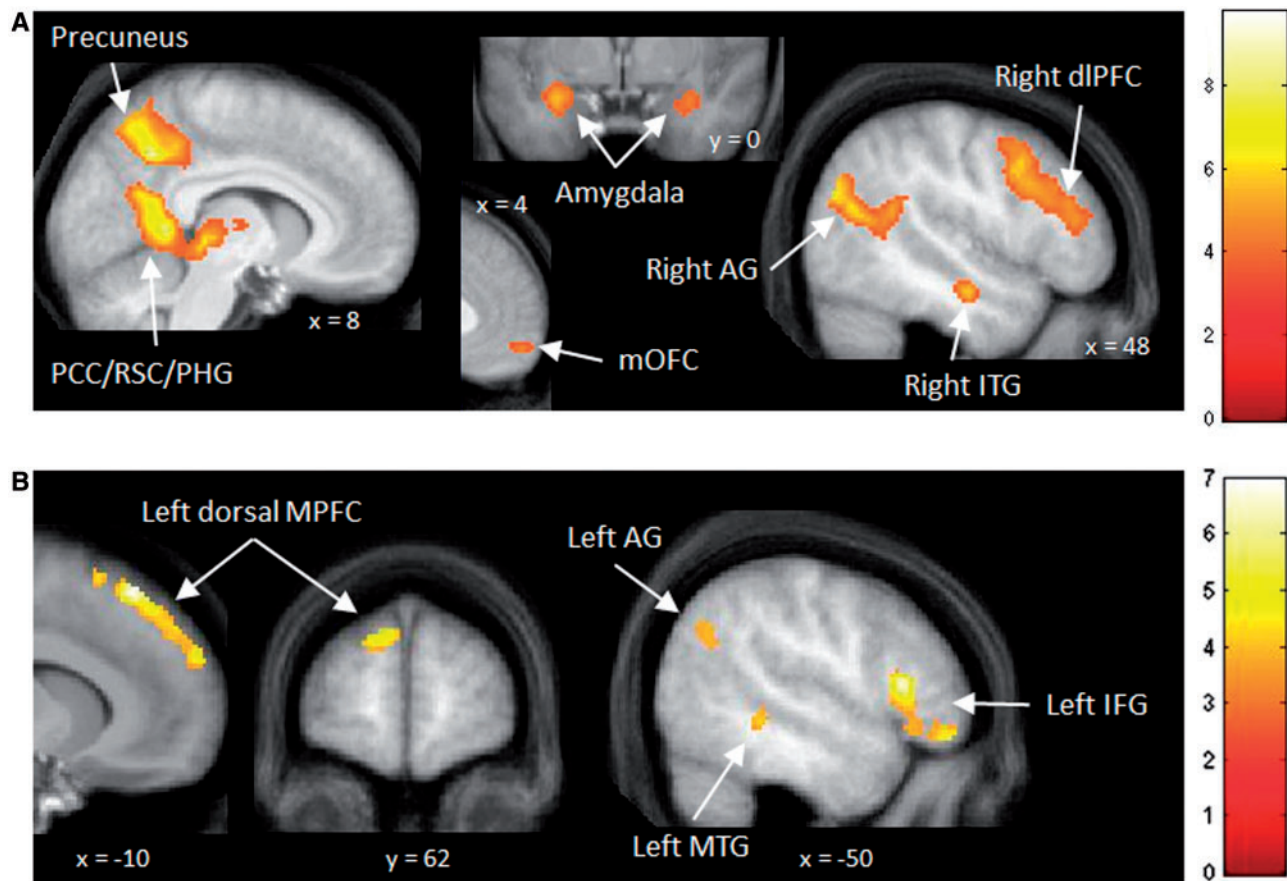 A
Precuneus
PCC/RSC/PHG
x = 8
y = 0
Amygdala
x = 4
mOFC
Right dlPFC
Right AG
Right ITG
x = 48
8
6
4
2
0
B
Left dorsal MPFC
x = -10
y = 62
Left AG
Left IFG
Left MTG
x = -50
7
6
5
4
3
2
1
0